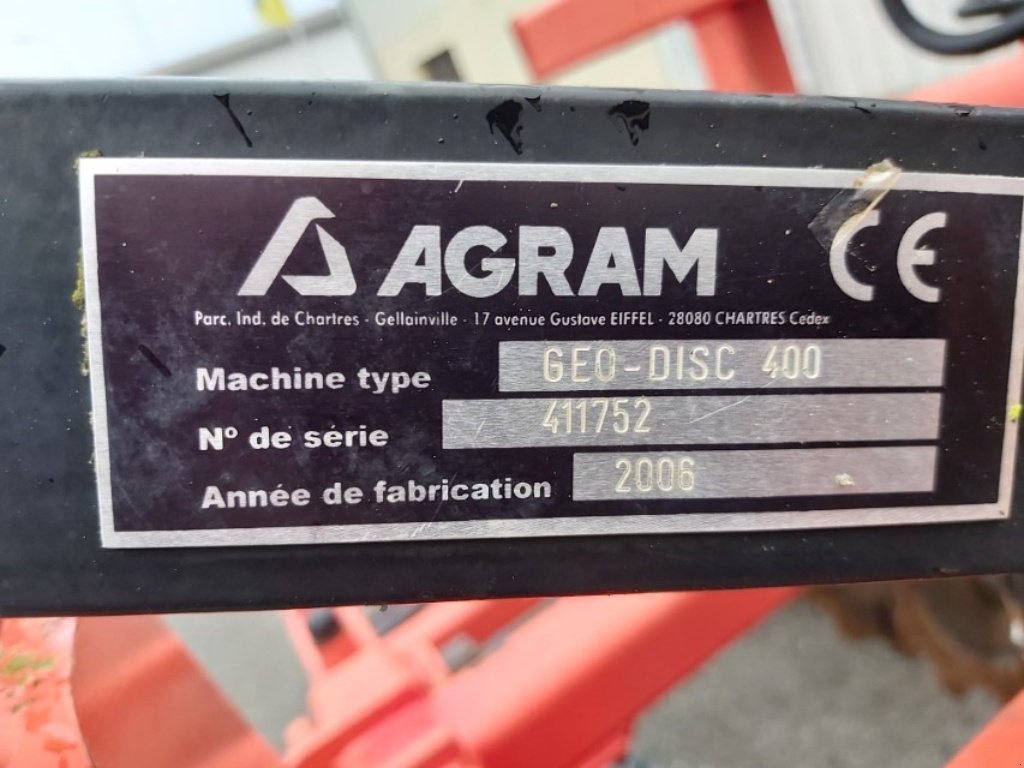 AGRAM CE
Parc. Ind. de Chartres - Gellainville - 17 avenue Gustave EIFFEL - 28080 CHARTRES Cedex
Machine type GEO-DISC 400
N° de série 411752
Année de fabrication 2006